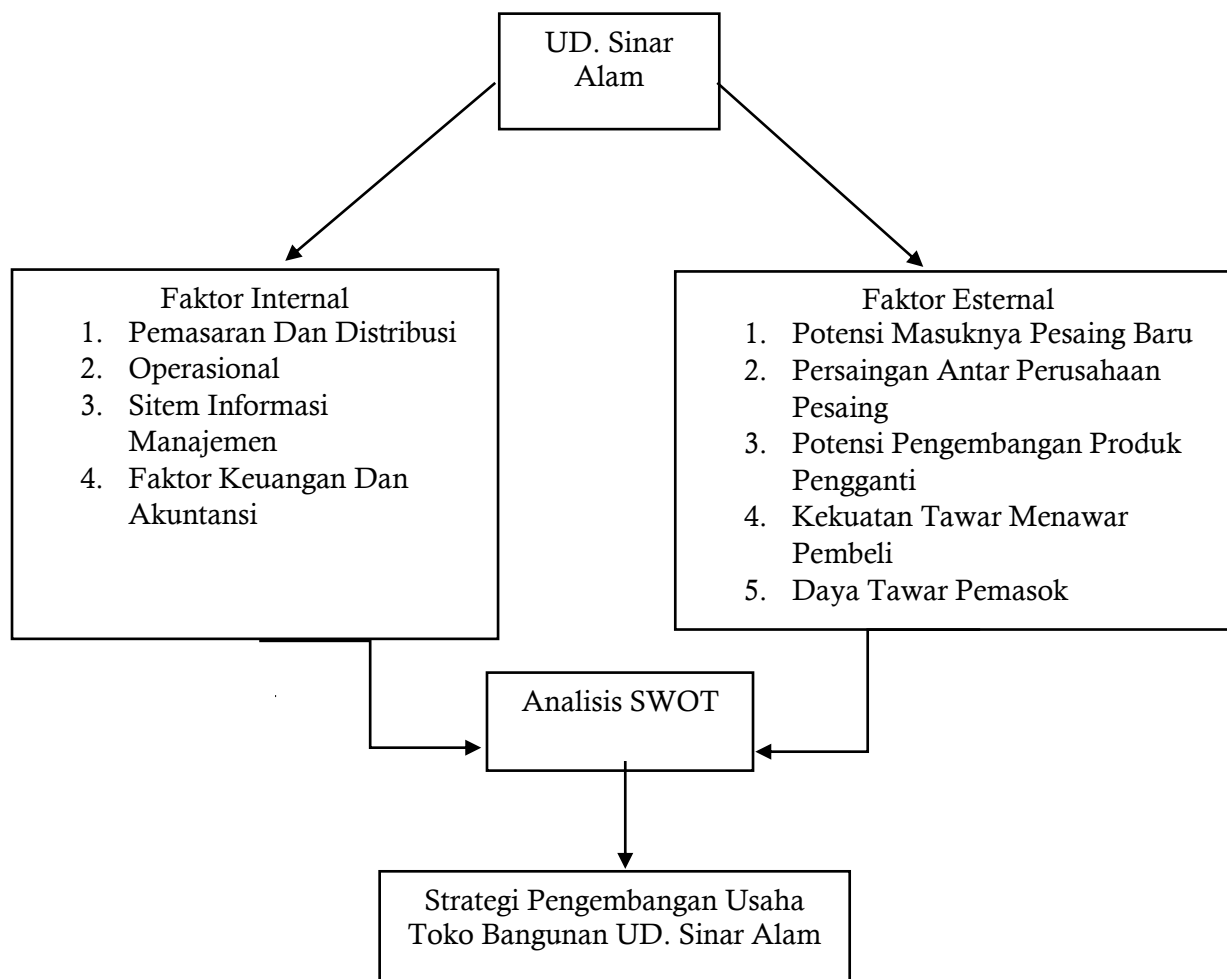 UD. Sinar
Alam
Faktor Internal
1. Pemasaran Dan Distribusi
2. Operasional
3. Sitem Informasi
Manajemen
4. Faktor Keuangan Dan
Akuntansi
Faktor Esternal
1. Potensi Masuknya Pesaing Baru
2. Persaingan Antar Perusahaan
Pesaing
3. Potensi Pengembangan Produk
Pengganti
4. Kekuatan Tawar Menawar
Pembeli
5. Daya Tawar Pemasok
Analisis SWOT
Strategi Pengembangan Usaha
Toko Bangunan UD. Sinar Alam